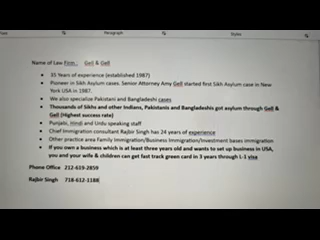 Paragraph
Styles
Name of Law Firm : Gell & Gell
• 35 Years of experience (established 1987)
• Pioneer in Sikh Asylum cases. Senior Attorney Amy Gell started first Sikh Asylum case in New
York USA in 1987.
• We also specialize Pakistani and Bangladeshi cases
• Thousands of Sikhs and other Indians, Pakistanis and Bangladeshis got asylum through Gell &
Gell (Highest success rate)
• Punjabi, Hindi and Urdu speaking staff
• Chief Immigration consultant Rajbir Singh has 24 years of experience
• Other practice area Family Immigration/Business Immigration/Investment bases immigration
• If you own a business which is at least three years old and wants to set up business in USA,
you and your wife & children can get fast track green card in 3 years through L-1 visa
Phone Office 212-619-2859
Rajbir Singh 718-612-1188